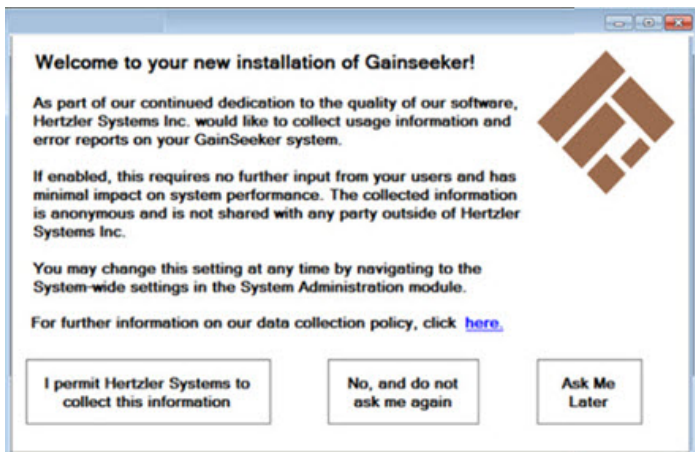 Welcome to your new installation of Gainseeker!
As part of our continued dedication to the quality of our software,
Hertzler Systems Inc. would like to collect usage information and
error reports on your GainSeeker system.
If enabled, this requires no further input from your users and has
minimal impact on system performance. The collected information
is anonymous and is not shared with any party outside of Hertzler
Systems Inc.
You may change this setting at any time by navigating to the
System-wide settings in the System Administration module.
For further information on our data collection policy, click here.
I permit Hertzler Systems to
collect this information
No, and do not
ask me again
Ask Me
Later